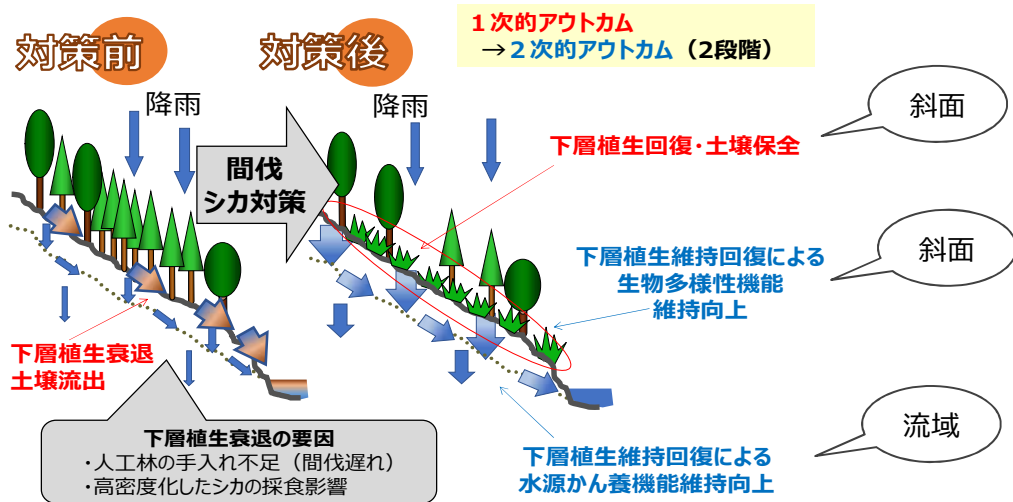 対策前
対策後
1次的アウトカム
→2次的アウトカム（2段階）
降雨
降雨
間伐
シカ対策
下層植生回復・土壌保全
斜面
下層植生維持回復による
生物多様性機能
維持向上
斜面
下層植生衰退
土壌流出
下層植生衰退の要因
・人工林の手入れ不足（間伐遅れ）
・高密度化したシカの採食影響
下層植生維持回復による
水源かん養機能維持向上
流域